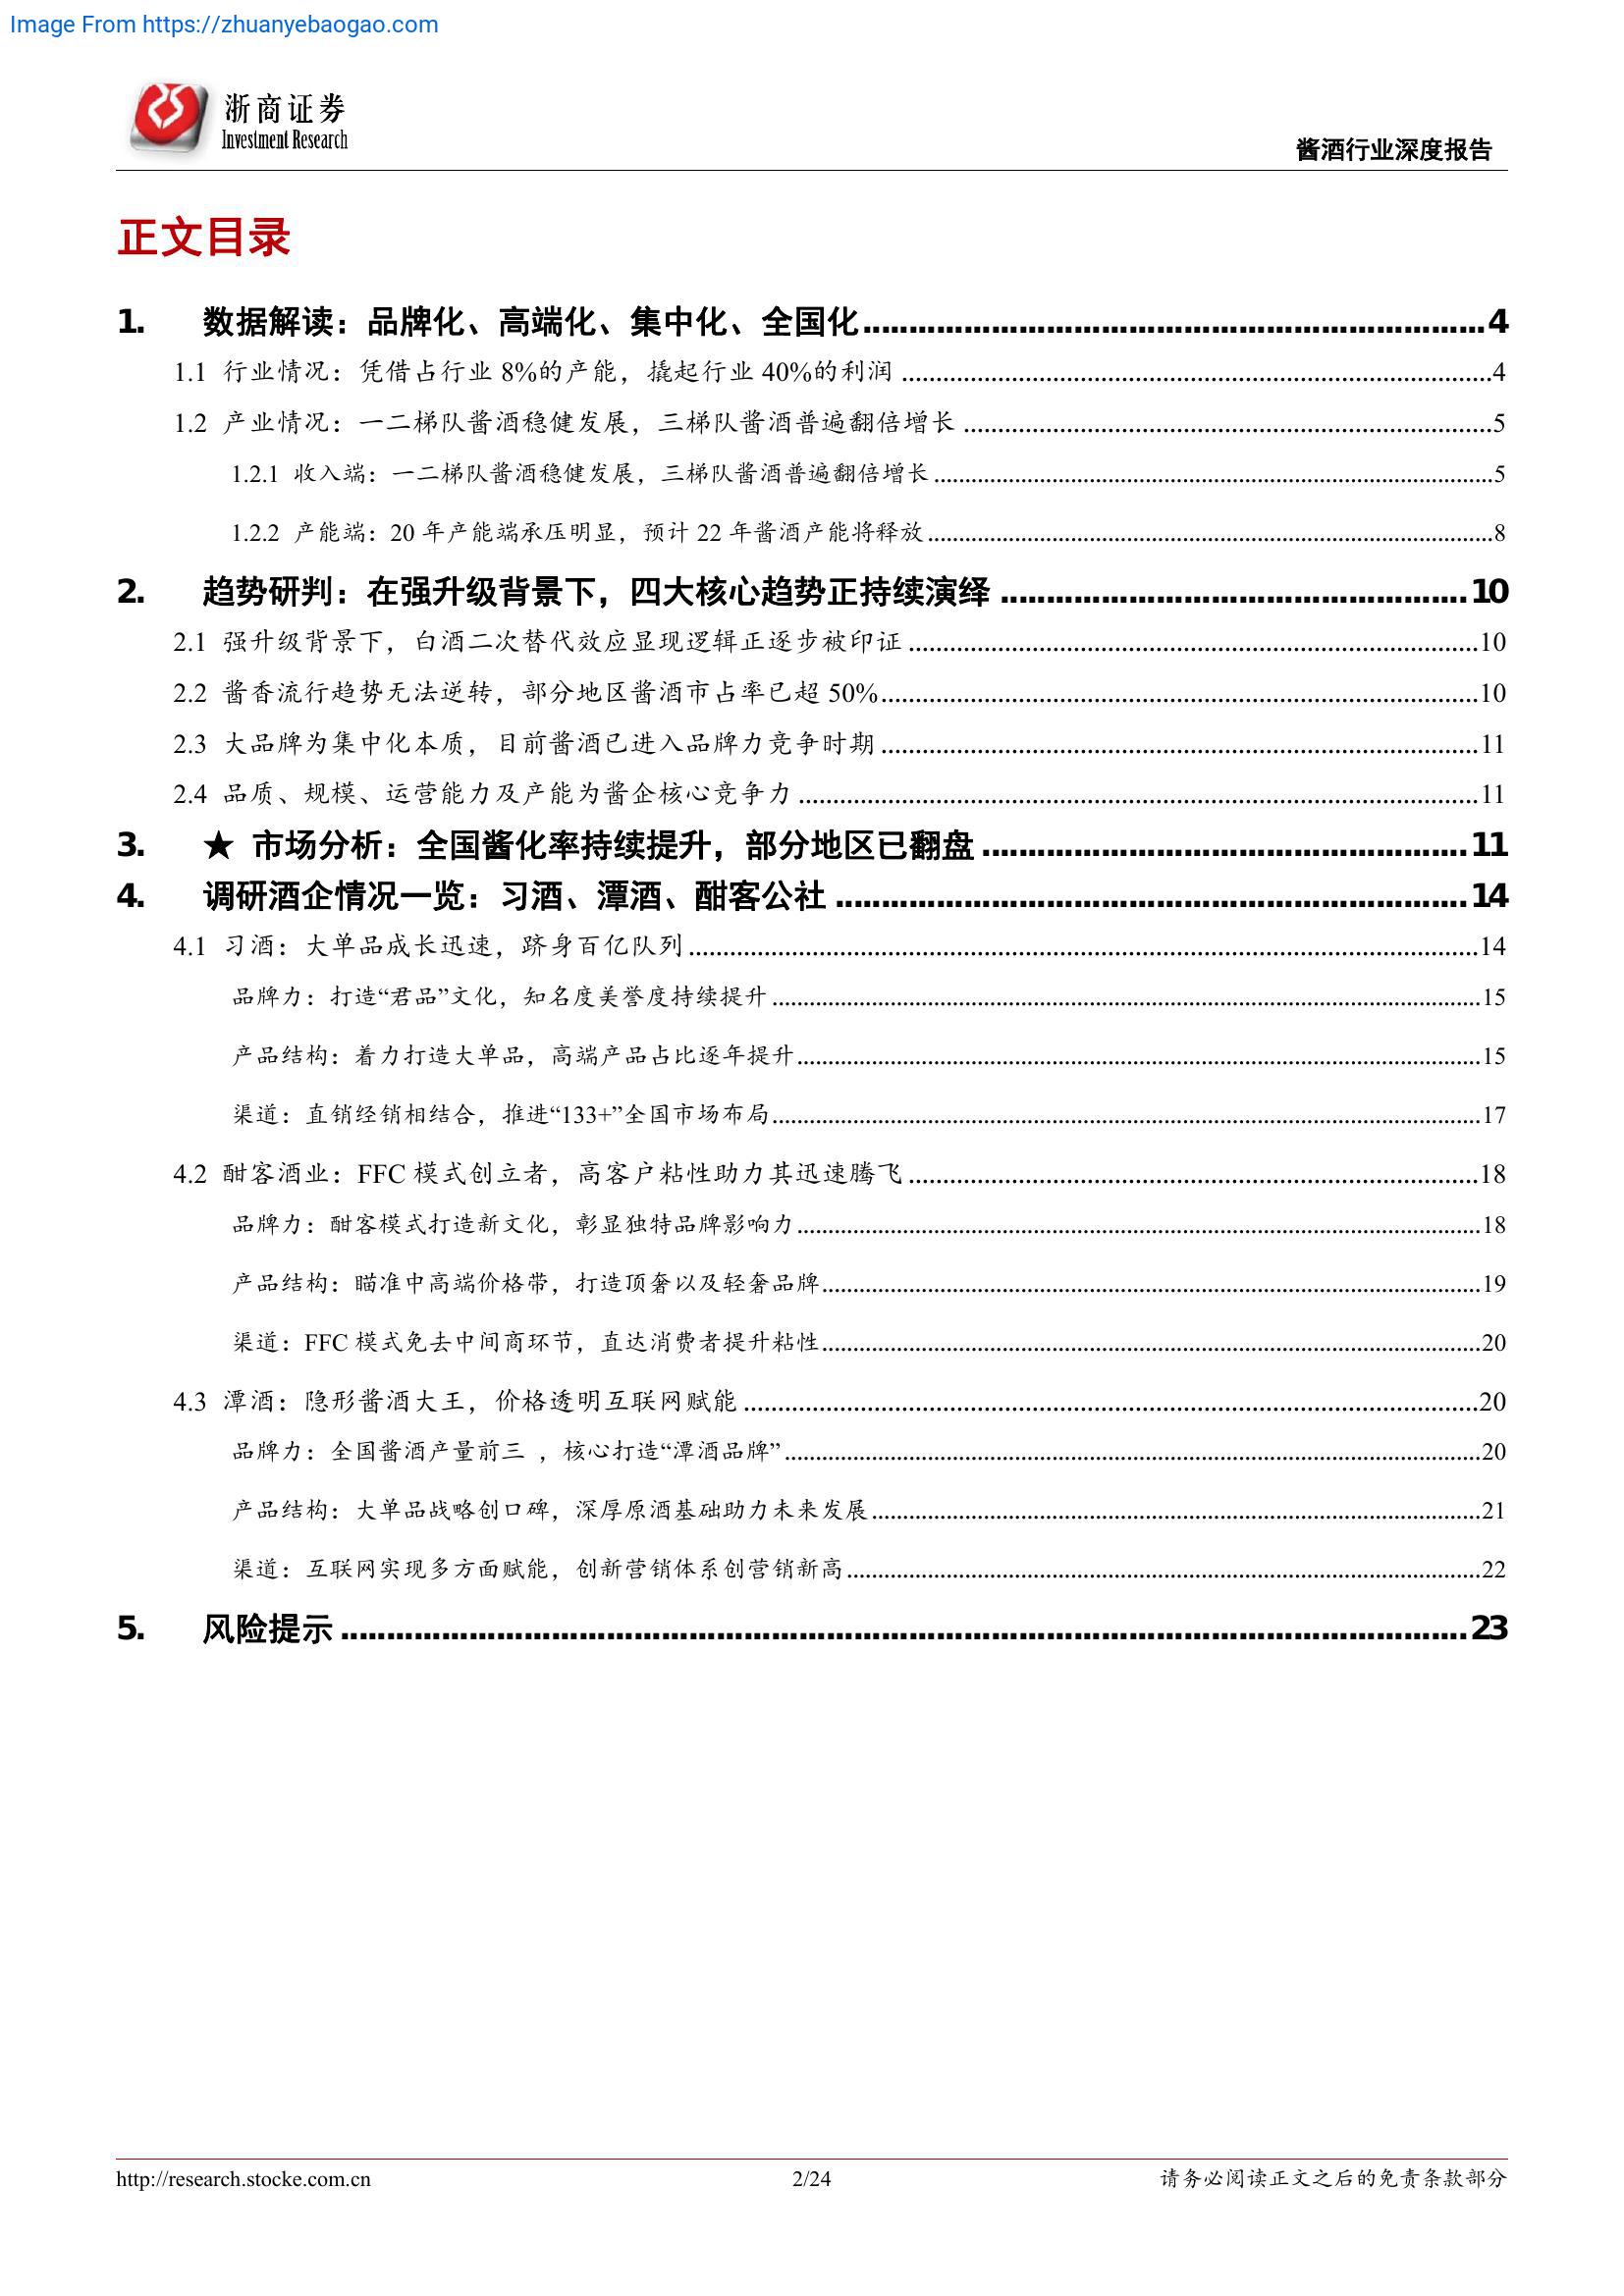 Image From https://zhuanyebaogao.com
浙商证券
Investment Research
酱酒行业深度报告
正文目录
1. 数据解读：品牌化、高端化、集中化、全国化........................................................................4
1.1 行业情况：凭借占行业 8%的产能，撬起行业 40%的利润 ........................................................................4
1.2 产业情况：一二梯队酱酒稳健发展，三梯队酱酒普遍翻倍增长 ........................................................................5
1.2.1 收入端：一二梯队酱酒稳健发展，三梯队酱酒普遍翻倍增长 ........................................................................5
1.2.2 产能端：20 年产能端承压明显，预计 22 年酱酒产能将释放 ........................................................................8
2. 趋势研判：在强升级背景下，四大核心趋势正持续演绎 ........................................................................10
2.1 强升级背景下，白酒二次替代效应显现逻辑正逐步被印证 ........................................................................10
2.2 酱香流行趋势无法逆转，部分地区酱酒市占率已超 50%........................................................................10
2.3 大品牌为集中化本质，目前酱酒已进入品牌力竞争时期 ........................................................................11
2.4 品质、规模、运营能力及产能为酱企核心竞争力 ........................................................................11
3. ★ 市场分析：全国酱化率持续提升，部分地区已翻盘 ........................................................................11
4. 调研酒企情况一览：习酒、潭酒、酣客公社 ........................................................................14
4.1 习酒：大单品成长迅速，跻身百亿队列 ........................................................................14
品牌力：打造“君品”文化，知名度美誉度持续提升 ........................................................................15
产品结构：着力打造大单品，高端产品占比逐年提升 ........................................................................15
渠道：直销经销相结合，推进“133+”全国市场布局 ........................................................................17
4.2 酣客酒业：FFC 模式创立者，高客户粘性助力其迅速腾飞 ........................................................................18
品牌力：酣客模式打造新文化，彰显独特品牌影响力 ........................................................................18
产品结构：瞄准中高端价格带，打造顶奢以及轻奢品牌 ........................................................................19
渠道：FFC 模式免去中间商环节，直达消费者提升粘性 ........................................................................20
4.3 潭酒：隐形酱酒大王，价格透明互联网赋能 ........................................................................20
品牌力：全国酱酒产量前三 ，核心打造“潭酒品牌” ........................................................................20
产品结构：大单品战略创口碑，深厚原酒基础助力未来发展 ........................................................................21
渠道：互联网实现多方面赋能，创新营销体系创营销新高 ........................................................................22
5. 风险提示 ........................................................................23
http://research.stocke.com.cn
2/24
请务必阅读正文之后的免责条款部分